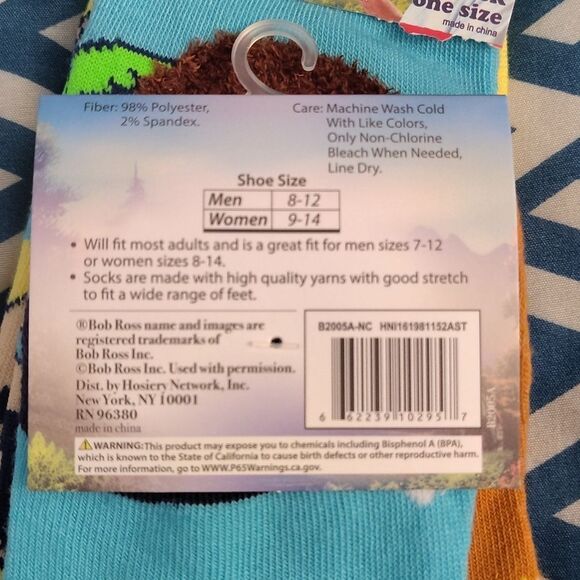 one size
made in china
Fiber: 98% Polyester,
2% Spandex.
Care: Machine Wash Cold
With Like Colors,
Only Non-Chlorine
Bleach When Needed,
Line Dry.
Shoe Size
Men 8-12
Women 9-14
• Will fit most adults and is a great fit for men sizes 7-12
or women sizes 8-14.
• Socks are made with high quality yarns with good stretch
to fit a wide range of feet.
®Bob Ross name and images are
registered trademarks of
Bob Ross Inc.
©Bob Ross Inc. Used with permission.
Dist. by Hosiery Network, Inc.
New York, NY 10001
RN 96380
made in china
B2005A-NC HNI161981152AST
6 62239 10295 7
B2005A
⚠WARNING: This product may expose you to chemicals including Bisphenol A (BPA),
which is known to the State of California to cause birth defects or other reproductive harm.
For more information, go to WWW.P65Warnings.ca.gov.